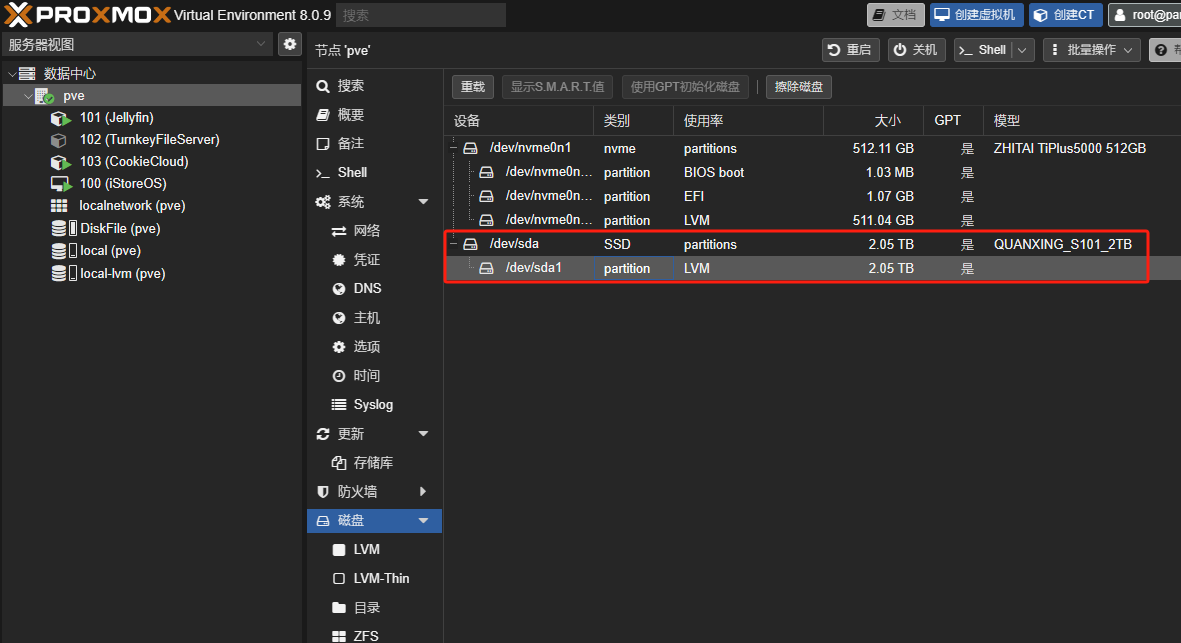 PROXMOX Virtual Environment 8.0.9 搜索 文档 创建虚拟机 创建CT
服务器视图
数据中心
pve
101 (Jellyfin)
102 (TurnkeyFileServer)
103 (CookieCloud)
100 (iStoreOS)
localnetwork (pve)
DiskFile (pve)
local (pve)
local-lvm (pve)
节点 'pve' 重启 关机 Shell 批量操作
搜索
概要
备注
Shell
系统
网络
凭证
DNS
主机
选项
时间
Syslog
更新
存储库
防火墙
磁盘
LVM
LVM-Thin
目录
ZFS
重载 显示S.M.A.R.T.值 使用GPT初始化磁盘 擦除磁盘
设备 类别 使用率 大小 GPT 模型
/dev/nvme0n1 nvme partitions 512.11 GB 是 ZHITAI TiPlus5000 512GB
/dev/nvme0n... partition BIOS boot 1.03 MB 是
/dev/nvme0n... partition EFI 1.07 GB 是
/dev/nvme0n... partition LVM 511.04 GB 是
/dev/sda SSD partitions 2.05 TB 是 QUANXING_S101_2TB
/dev/sda1 partition LVM 2.05 TB 是